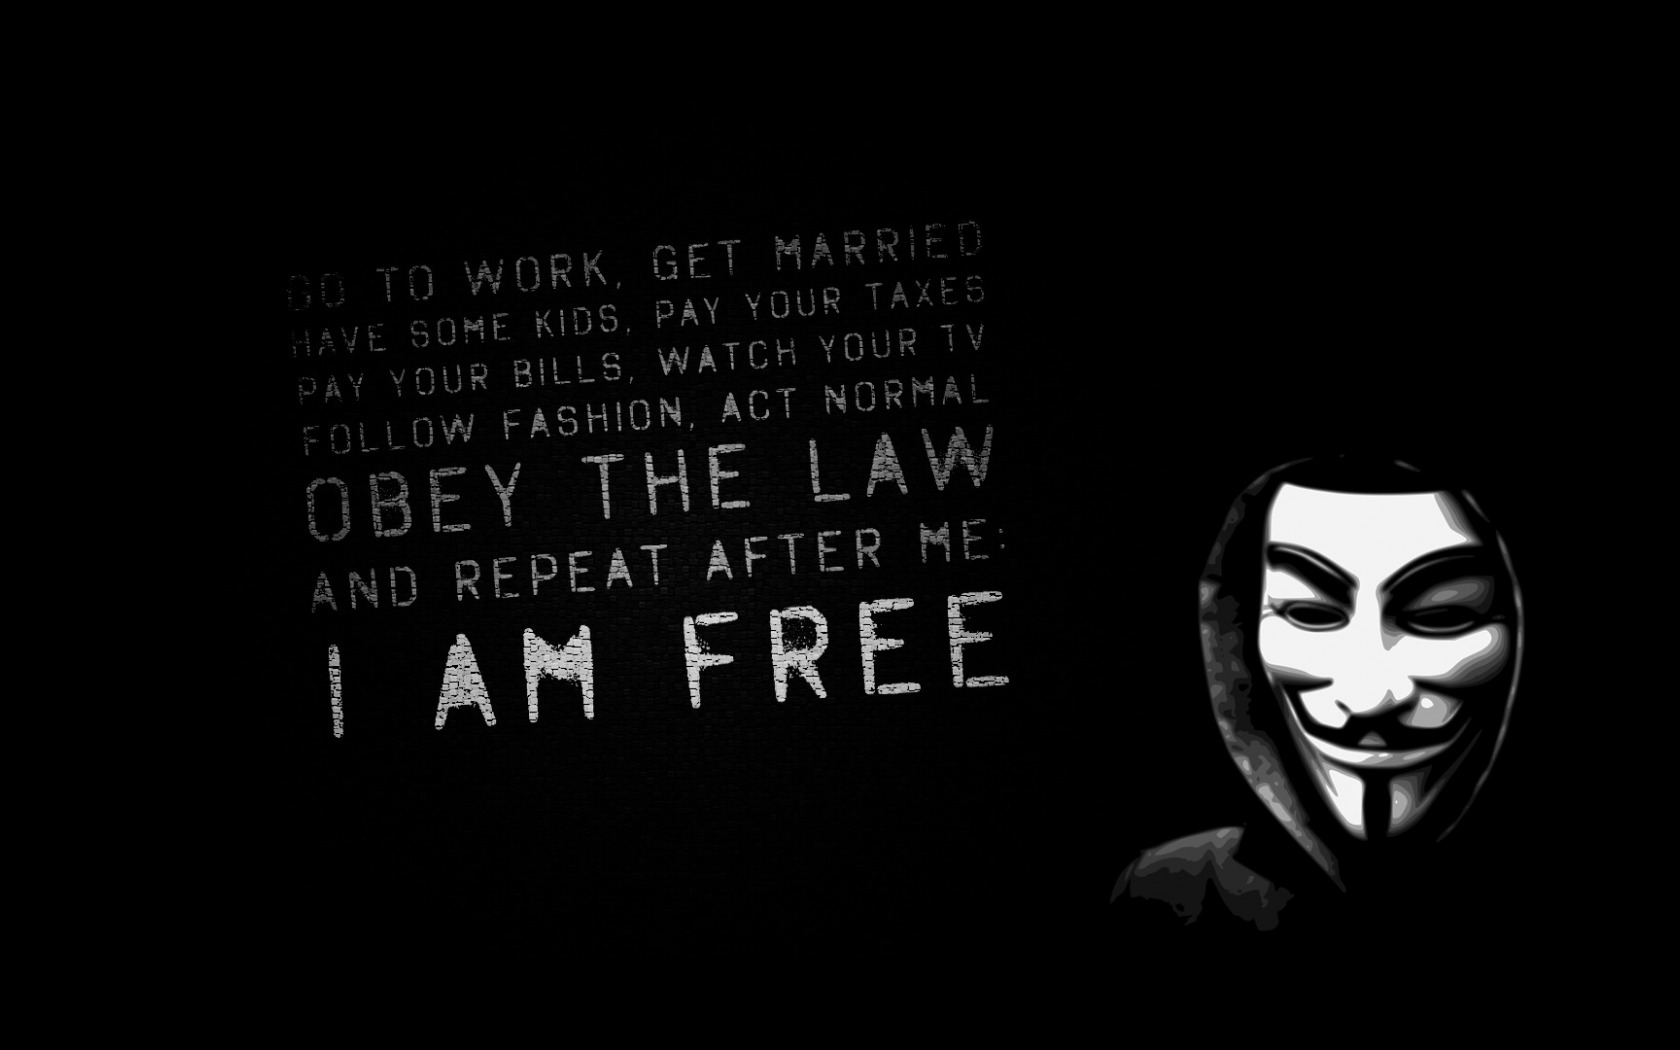 GO TO WORK, GET MARRIED
HAVE SOME KIDS, PAY YOUR TAXES
PAY YOUR BILLS, WATCH YOUR TV
FOLLOW FASHION, ACT NORMAL
OBEY THE LAW
AND REPEAT AFTER ME:
I AM FREE